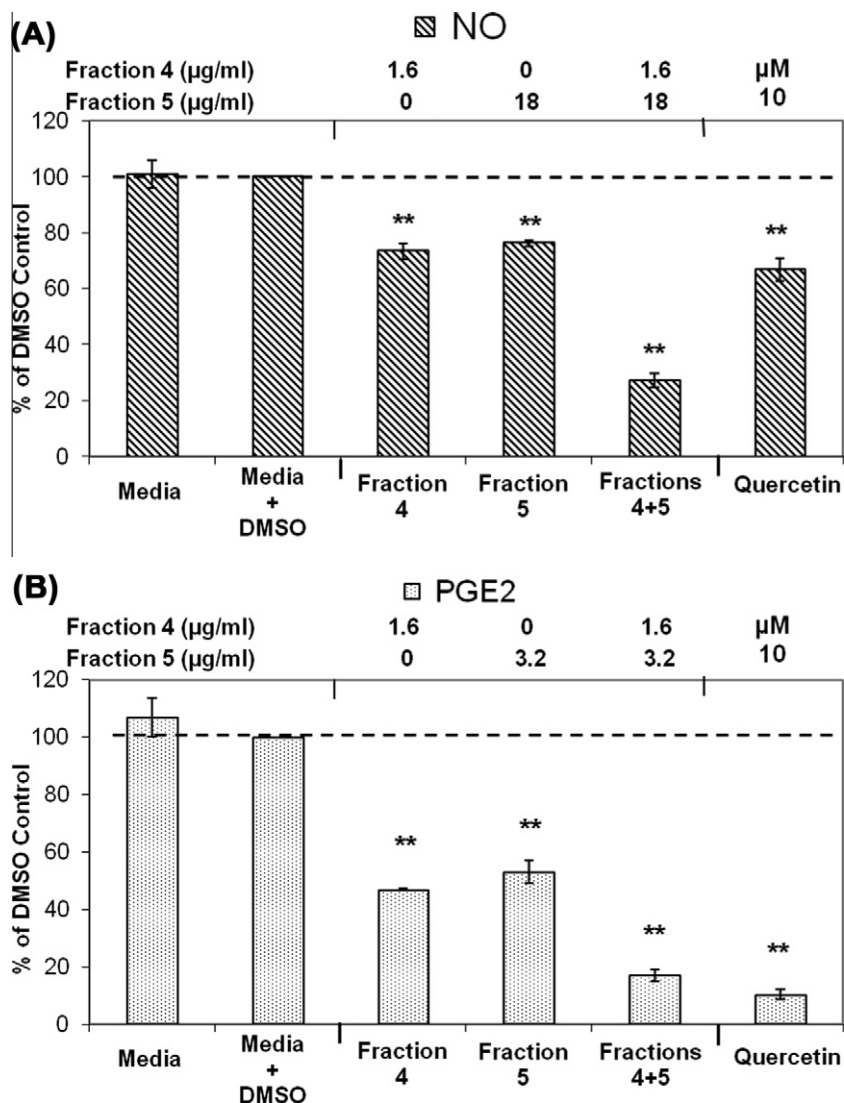 (A)
NO
Fraction 4 (µg/ml) 1.6 0 1.6 µM
Fraction 5 (µg/ml) 0 18 18 10
% of DMSO Control
120
100
80
60
40
20
0
** ** ** **
Media Media + DMSO Fraction 4 Fraction 5 Fractions 4+5 Quercetin
(B)
PGE2
Fraction 4 (µg/ml) 1.6 0 1.6 µM
Fraction 5 (µg/ml) 0 3.2 3.2 10
% of DMSO Control
120
100
80
60
40
20
0
** ** ** **
Media Media + DMSO Fraction 4 Fraction 5 Fractions 4+5 Quercetin